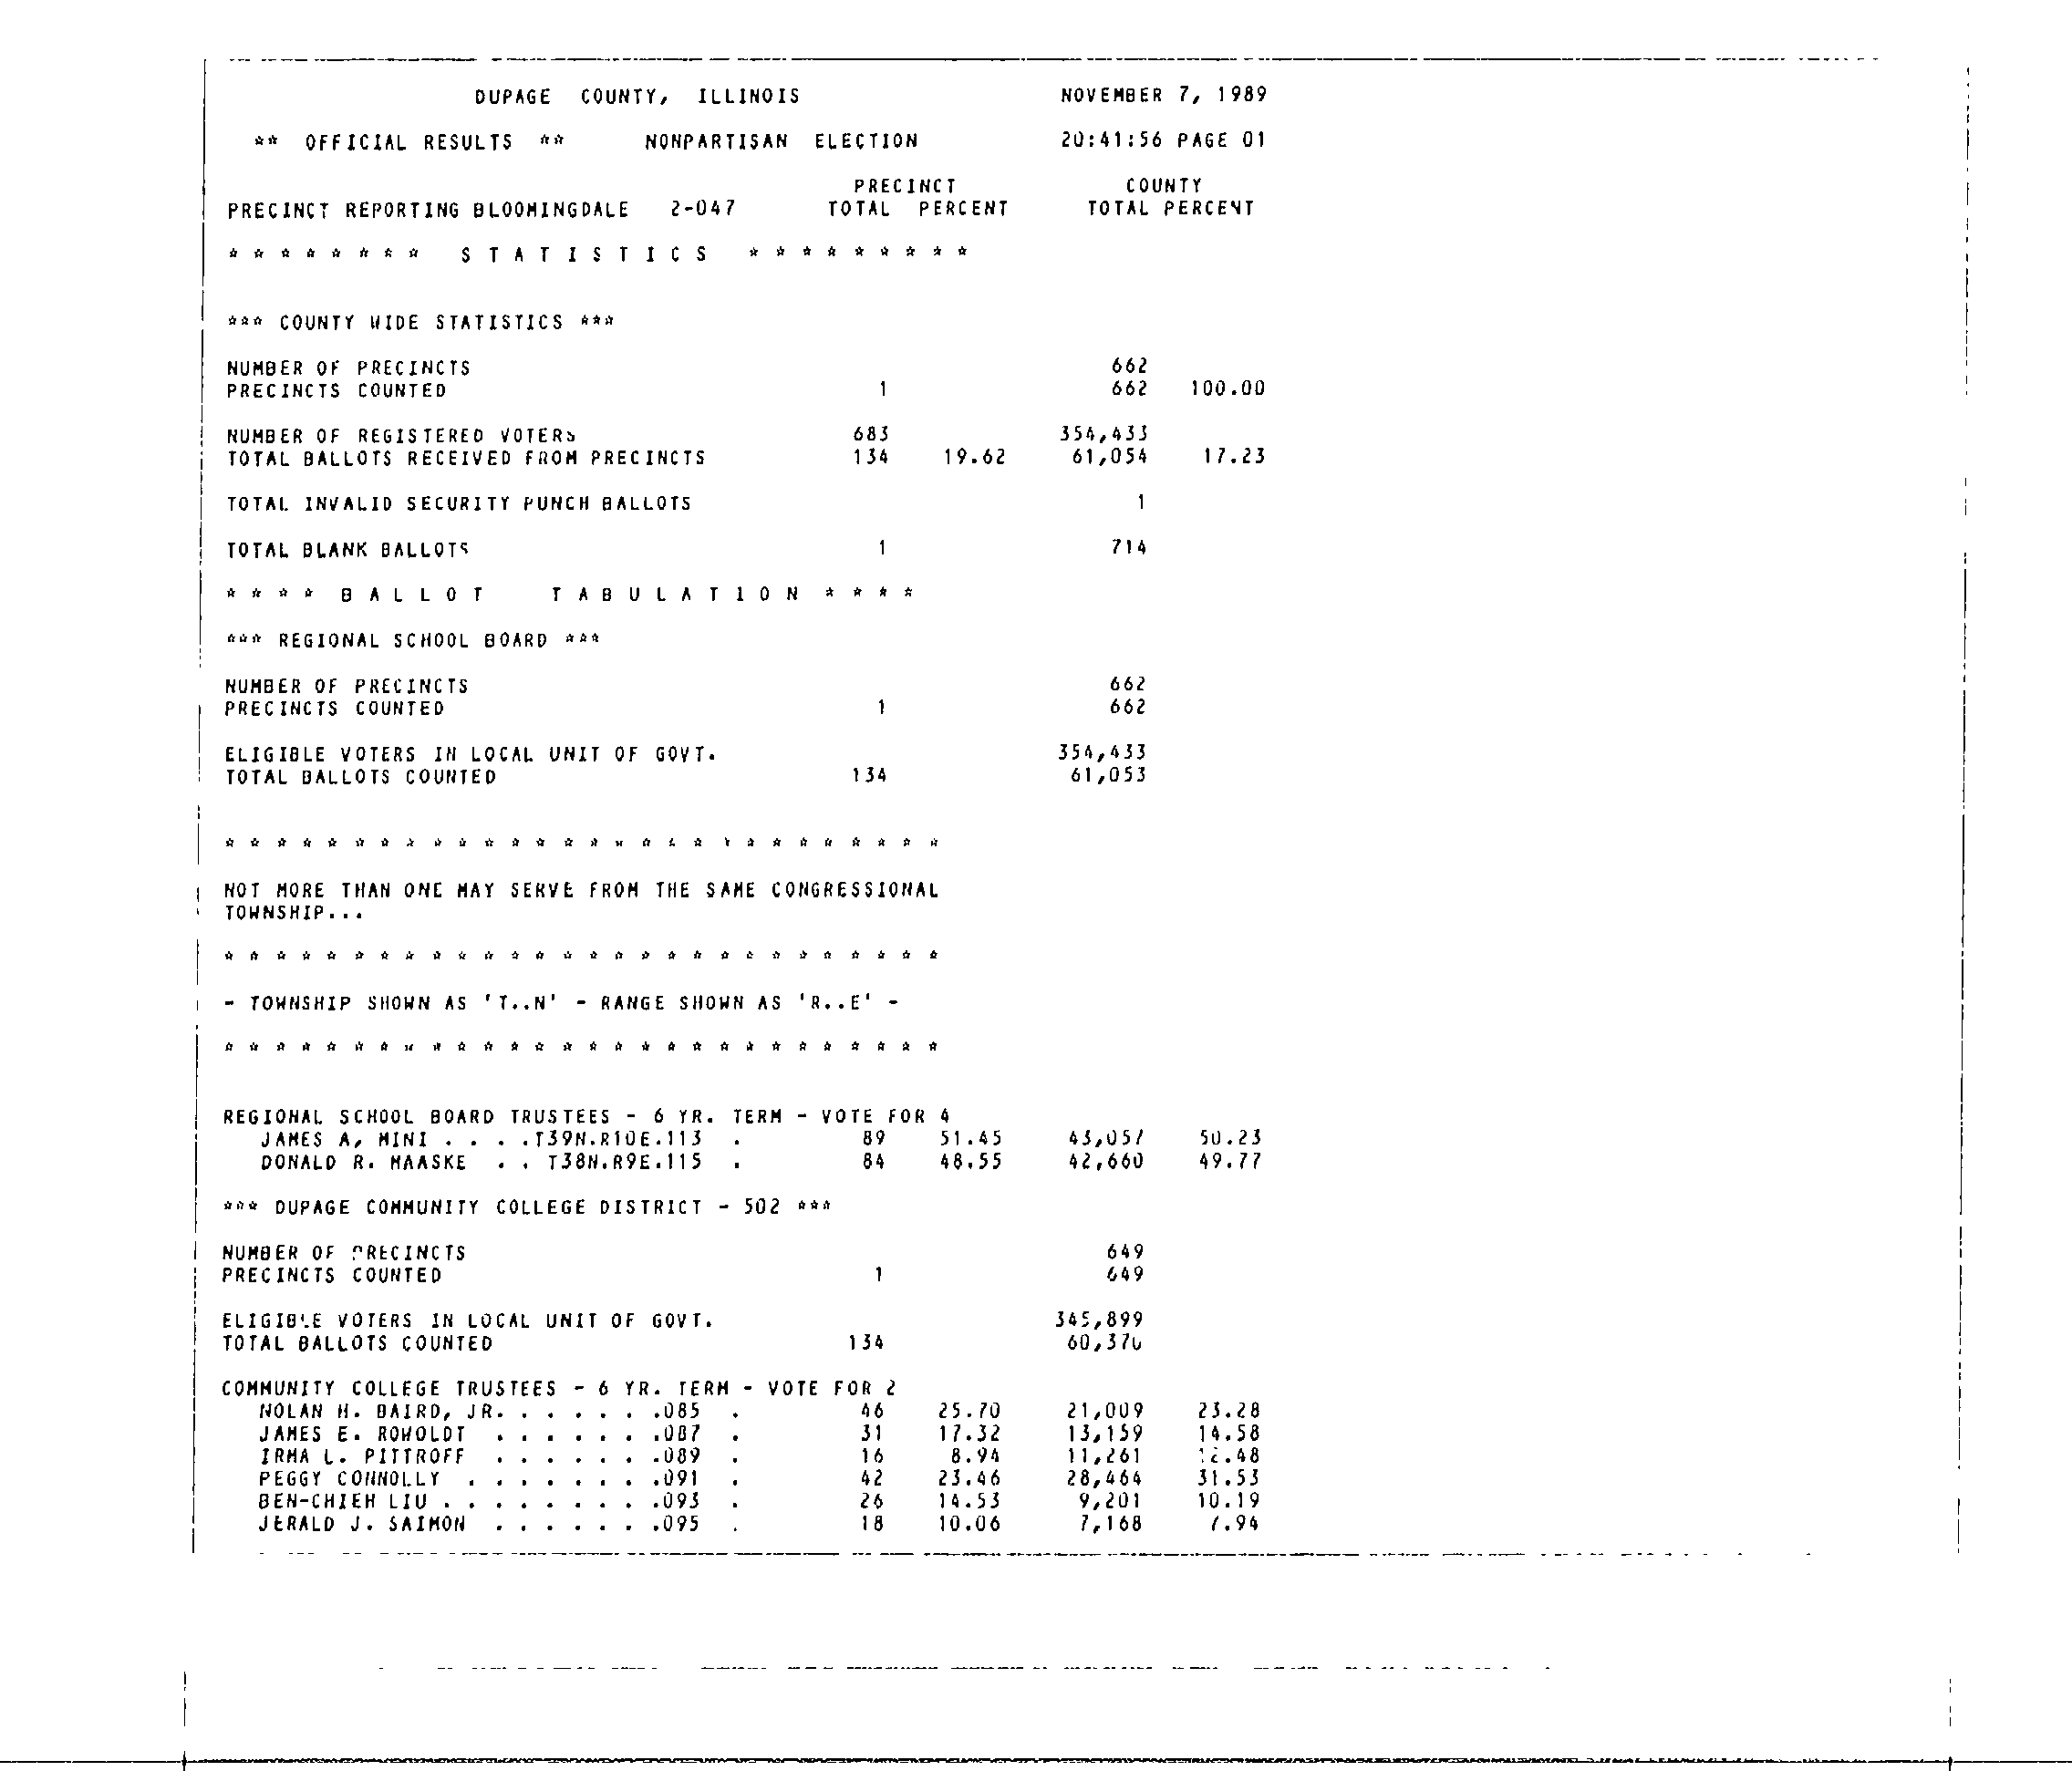 DUPAGE COUNTY, ILLINOIS NOVEMBER 7, 1989
** OFFICIAL RESULTS ** NONPARTISAN ELECTION 20:41:56 PAGE 01
PRECINCT COUNTY
PRECINCT REPORTING BLOOMINGDALE 2-047 TOTAL PERCENT TOTAL PERCENT
* * * * * * * * S T A T I S T I C S * * * * * * * * *
*** COUNTY WIDE STATISTICS ***
NUMBER OF PRECINCTS 662
PRECINCTS COUNTED 1 662 100.00
NUMBER OF REGISTERED VOTERS 683 354,433
TOTAL BALLOTS RECEIVED FROM PRECINCTS 134 19.62 61,054 17.23
TOTAL INVALID SECURITY PUNCH BALLOTS 1
TOTAL BLANK BALLOTS 1 714
* * * * B A L L O T T A B U L A T I O N * * * *
*** REGIONAL SCHOOL BOARD ***
NUMBER OF PRECINCTS 662
PRECINCTS COUNTED 1 662
ELIGIBLE VOTERS IN LOCAL UNIT OF GOVT. 354,433
TOTAL BALLOTS COUNTED 134 61,053
* * * * * * * * * * * * * * * * * * * * * * * * * * * *
NOT MORE THAN ONE MAY SERVE FROM THE SAME CONGRESSIONAL
TOWNSHIP...
* * * * * * * * * * * * * * * * * * * * * * * * * * * *
- TOWNSHIP SHOWN AS 'T..N' - RANGE SHOWN AS 'R..E' -
* * * * * * * * * * * * * * * * * * * * * * * * * * * *
REGIONAL SCHOOL BOARD TRUSTEES - 6 YR. TERM - VOTE FOR 4
JAMES A. MINI . . . .T39N.R10E.113 . 89 51.45 43,057 50.23
DONALD R. MAASKE . . T38N.R9E.115 . 84 48.55 42,660 49.77
*** DUPAGE COMMUNITY COLLEGE DISTRICT - 502 ***
NUMBER OF PRECINCTS 649
PRECINCTS COUNTED 1 649
ELIGIBLE VOTERS IN LOCAL UNIT OF GOVT. 345,899
TOTAL BALLOTS COUNTED 134
COMMUNITY COLLEGE TRUSTEES - 6 YR. TERM - VOTE FOR 2
NOLAN H. BAIRD, JR. . . . . . .085 . 46 25.70 21,009 23.28
JAMES E. ROWOLDT . . . . . . .087 . 31 17.32 13,159 14.58
IRMA L. PITTROFF . . . . . . .089 . 16 8.94 11,261 12.48
PEGGY CONNOLLY . . . . . . . .091 . 42 23.46 28,464 31.53
BEN-CHIEH LIU . . . . . . . . .093 . 26 14.53 9,201 10.19
JERALD J. SAIMON . . . . . . .095 . 18 10.06 7,168 7.94